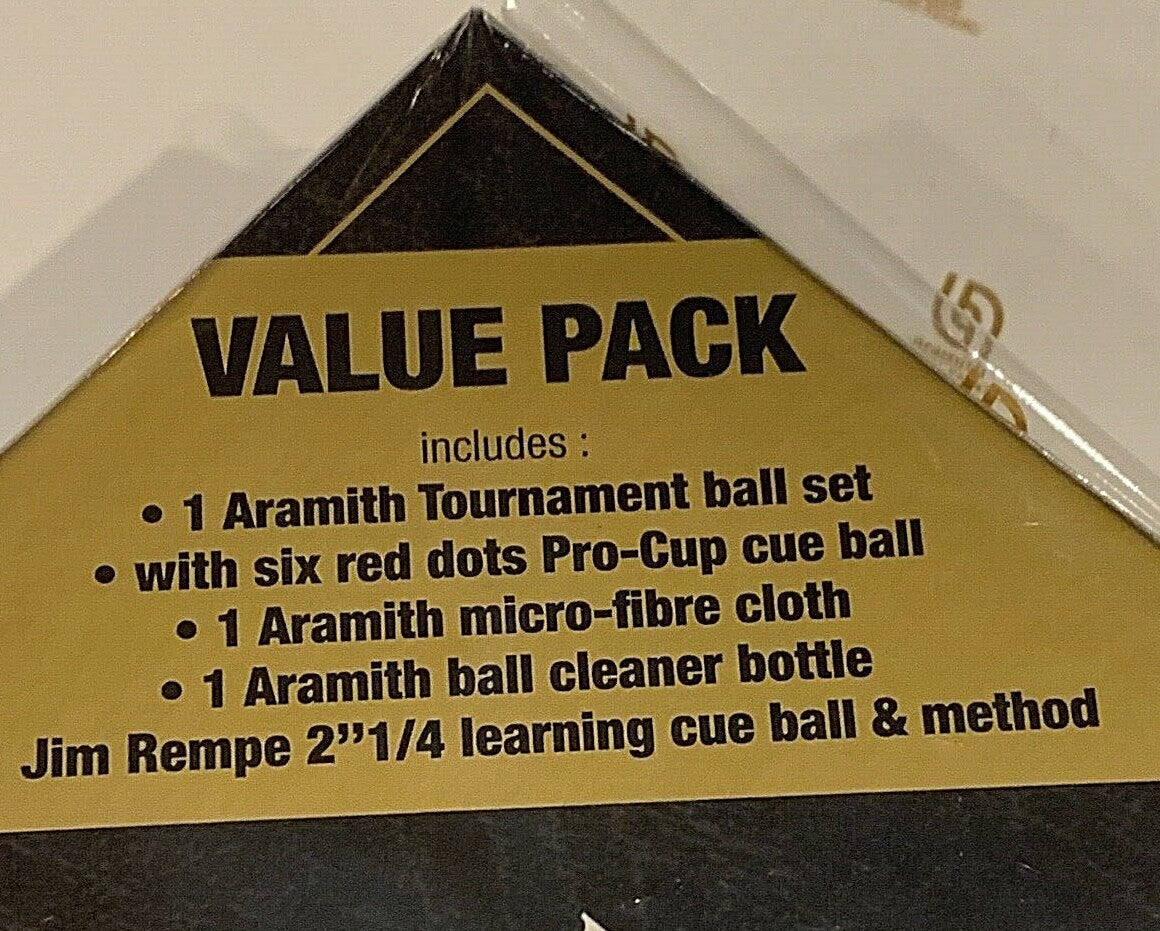 VALUE PACK
includes :
• 1 Aramith Tournament ball set
• with six red dots Pro-Cup cue ball
• 1 Aramith micro-fibre cloth
• 1 Aramith ball cleaner bottle
Jim Rempe 2”1/4 learning cue ball & method